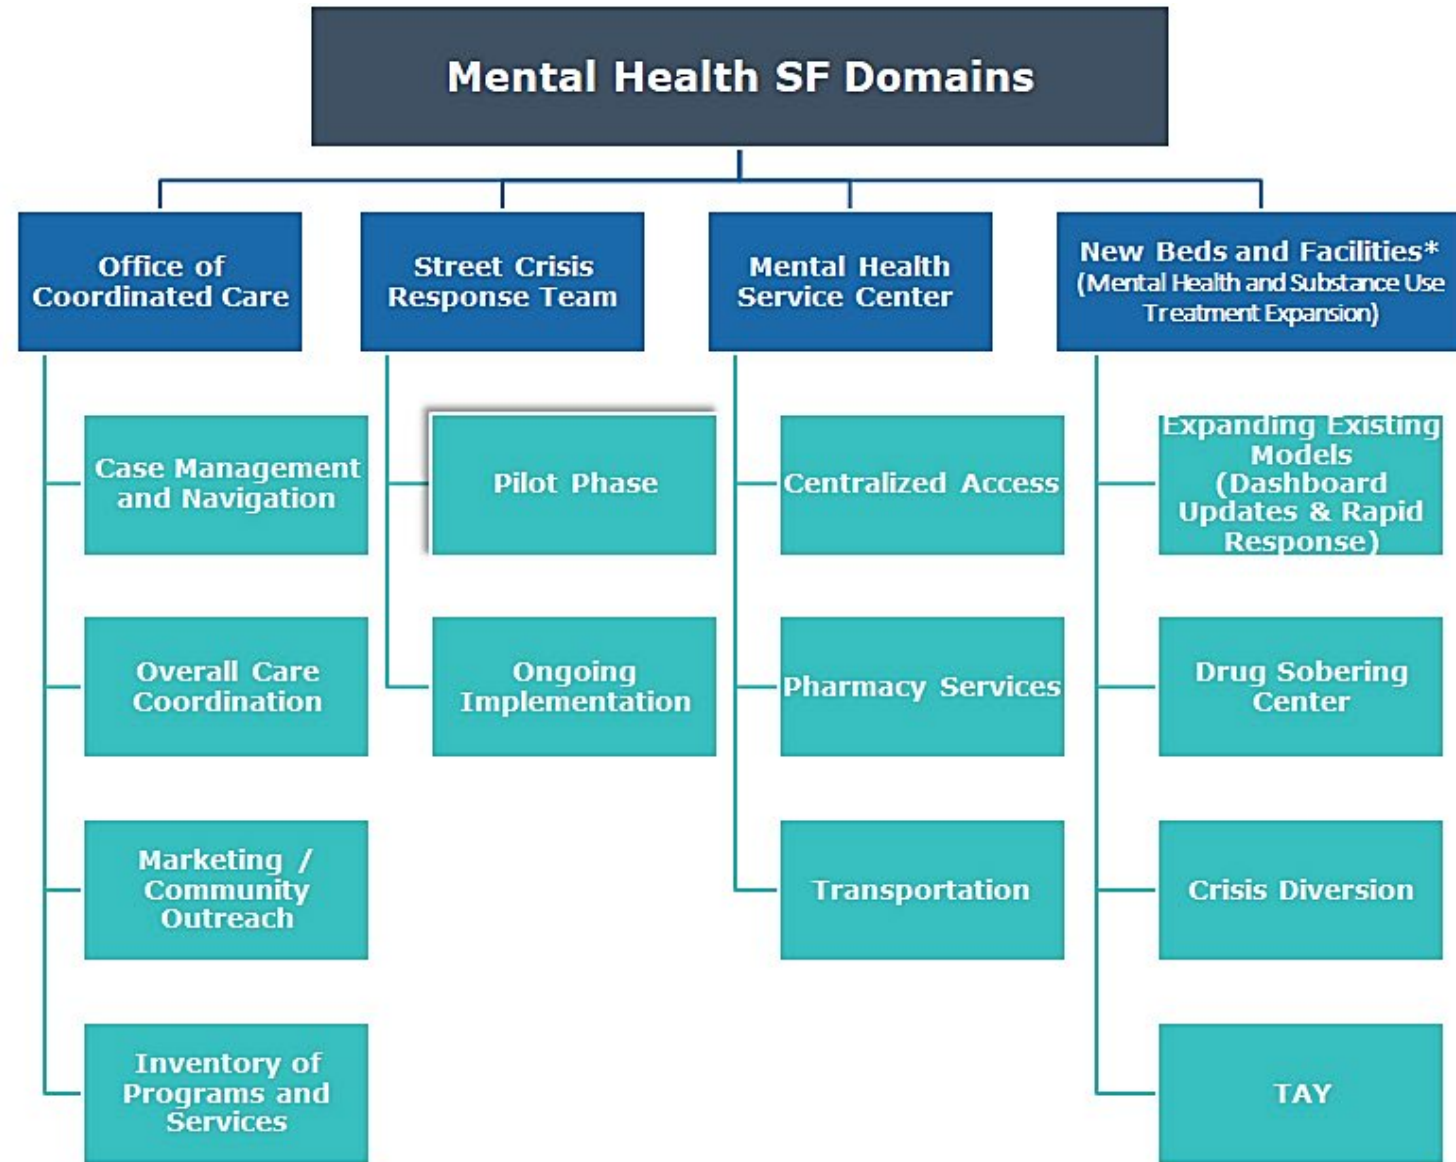 Mental Health SF Domains
Office of
Coordinated Care
Street Crisis
Response Team
Mental Health
Service Center
New Beds and Facilities*
(Mental Health and Substance Use
Treatment Expansion)
Case Management
and Navigation
Overall Care
Coordination
Marketing /
Community
Outreach
Inventory of
Programs and
Services
Pilot Phase
Ongoing
Implementation
Centralized Access
Pharmacy Services
Transportation
Expanding Existing
Models
(Dashboard
Updates & Rapid
Response)
Drug Sobering
Center
Crisis Diversion
TAY